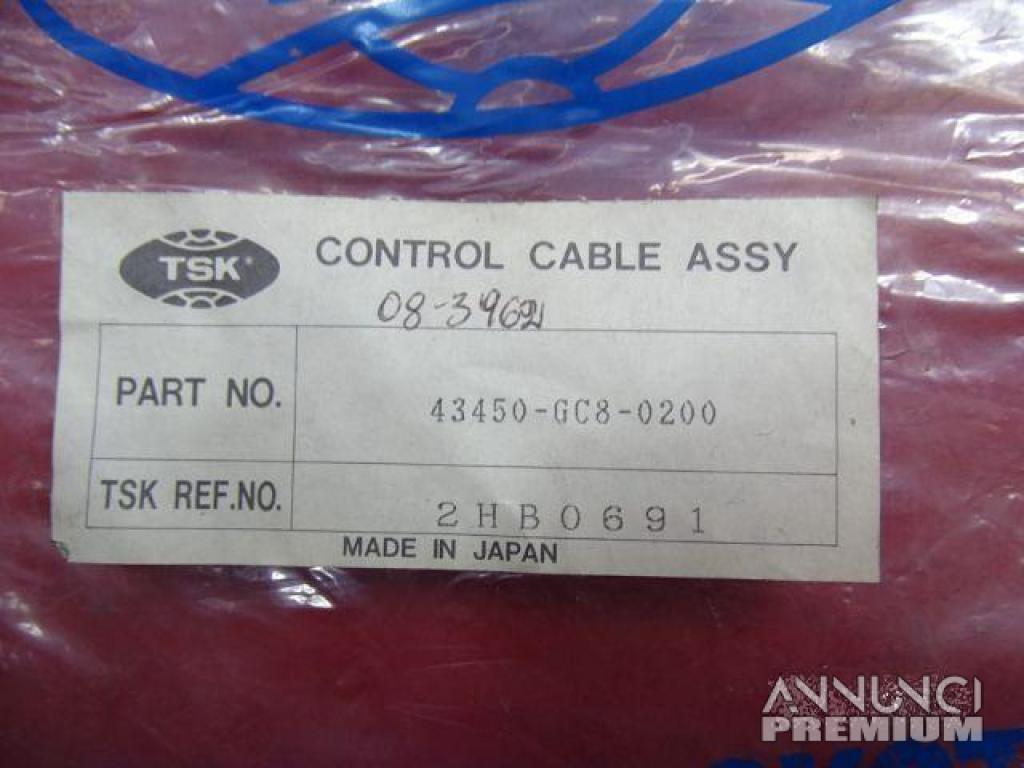 TSK
CONTROL CABLE ASSY
08-3962
PART NO. 43450-GC8-0200
TSK REF.NO. 2HB0691
MADE IN JAPAN
ANNUNCI
PREMIUM